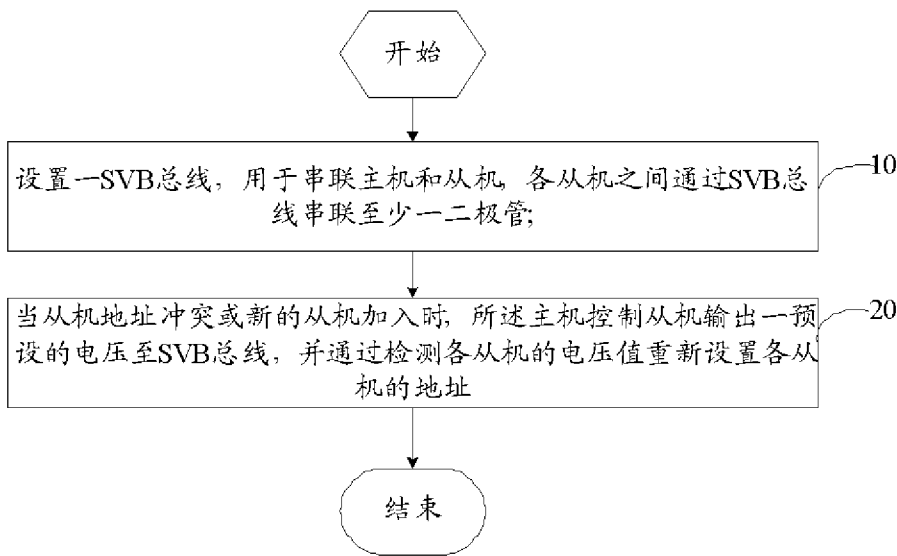 开始
设置一SVB总线，用于串联主机和从机，各从机之间通过SVB总
线串联至少一二极管;
10
当从机地址冲突或新的从机加入时，所述主机控制从机输出一预
设的电压至SVB总线，并通过检测各从机的电压值重新设置各从
机的地址
20
结束